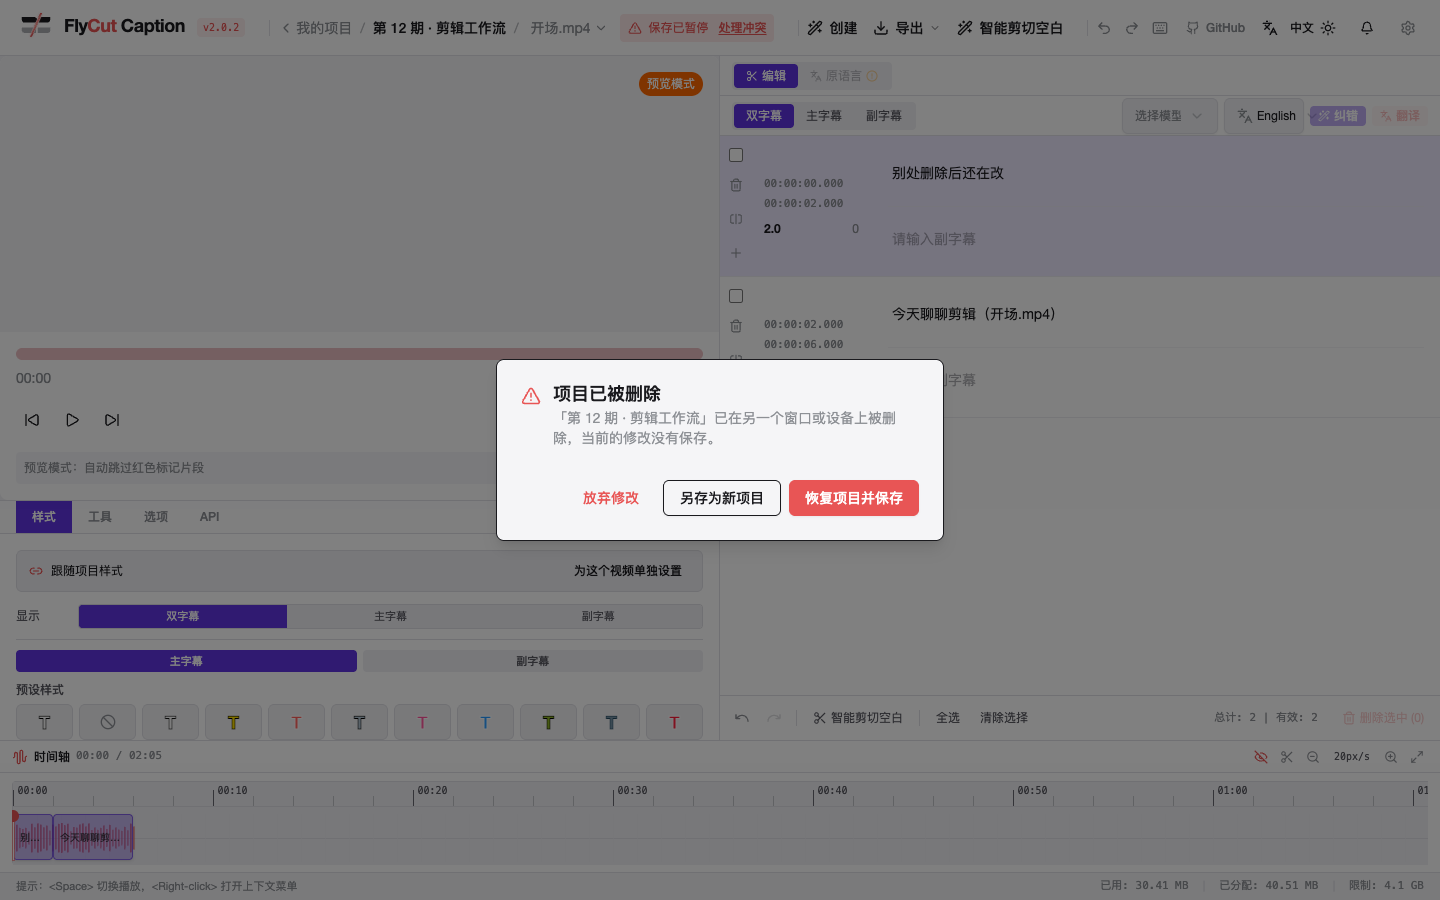 FlyCut Caption v2.0.2 我的项目 / 第 12 期 · 剪辑工作流 / 开场.mp4 保存已暂停 处理冲突 创建 导出 智能剪切空白 GitHub 中文
预览模式
编辑 原语言
双字幕 主字幕 副字幕 选择模型 English 纠错 翻译
00:00:00.000
00:00:02.000
2.0 0
别处删除后还在改
请输入副字幕
00:00:02.000
00:00:06.000
今天聊聊剪辑（开场.mp4）
字幕
00:00
预览模式：自动跳过红色标记片段
项目已被删除
「第 12 期 · 剪辑工作流」已在另一个窗口或设备上被删
除，当前的修改没有保存。
放弃修改 另存为新项目 恢复项目并保存
样式 工具 选项 API
跟随项目样式 为这个视频单独设置
显示 双字幕 主字幕 副字幕
主字幕 副字幕
预设样式
T T T T T T T T T T
智能剪切空白 全选 清除选择 总计: 2 | 有效: 2 删除选中 (0)
时间轴 00:00 / 02:05 20px/s
00:00 00:10 00:20 00:30 00:40 00:50 01:00
别... 今天聊聊剪...
提示：<Space> 切换播放，<Right-click> 打开上下文菜单 已用: 30.41 MB 已分配: 40.51 MB 限制: 4.1 GB